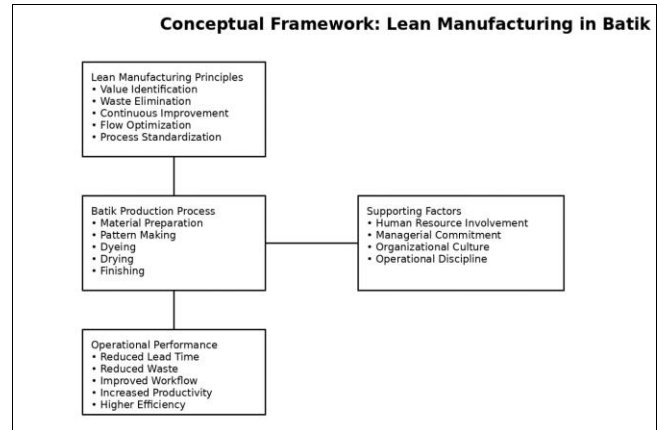 Conceptual Framework: Lean Manufacturing in Batik
Lean Manufacturing Principles
• Value Identification
• Waste Elimination
• Continuous Improvement
• Flow Optimization
• Process Standardization
Batik Production Process
• Material Preparation
• Pattern Making
• Dyeing
• Drying
• Finishing
Supporting Factors
• Human Resource Involvement
• Managerial Commitment
• Organizational Culture
• Operational Discipline
Operational Performance
• Reduced Lead Time
• Reduced Waste
• Improved Workflow
• Increased Productivity
• Higher Efficiency